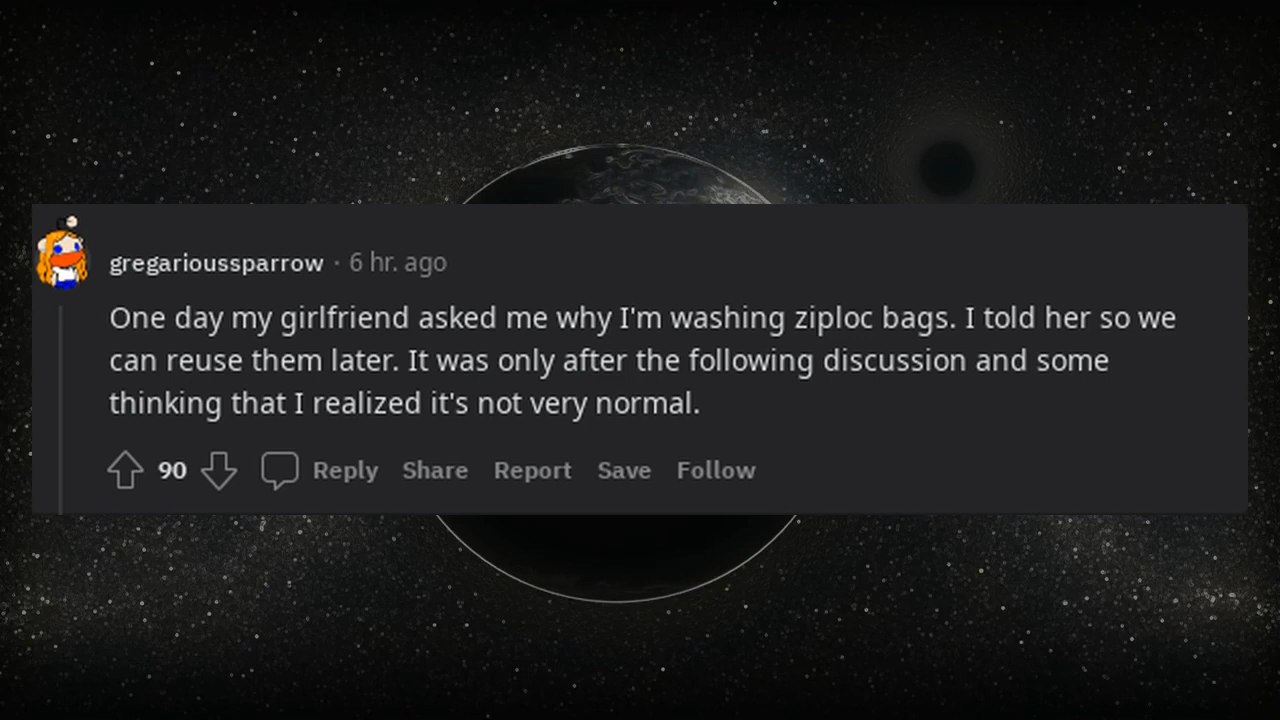 gregarioussparrow · 6 hr. ago
One day my girlfriend asked me why I'm washing ziploc bags. I told her so we
can reuse them later. It was only after the following discussion and some
thinking that I realized it's not very normal.
90 Reply Share Report Save Follow